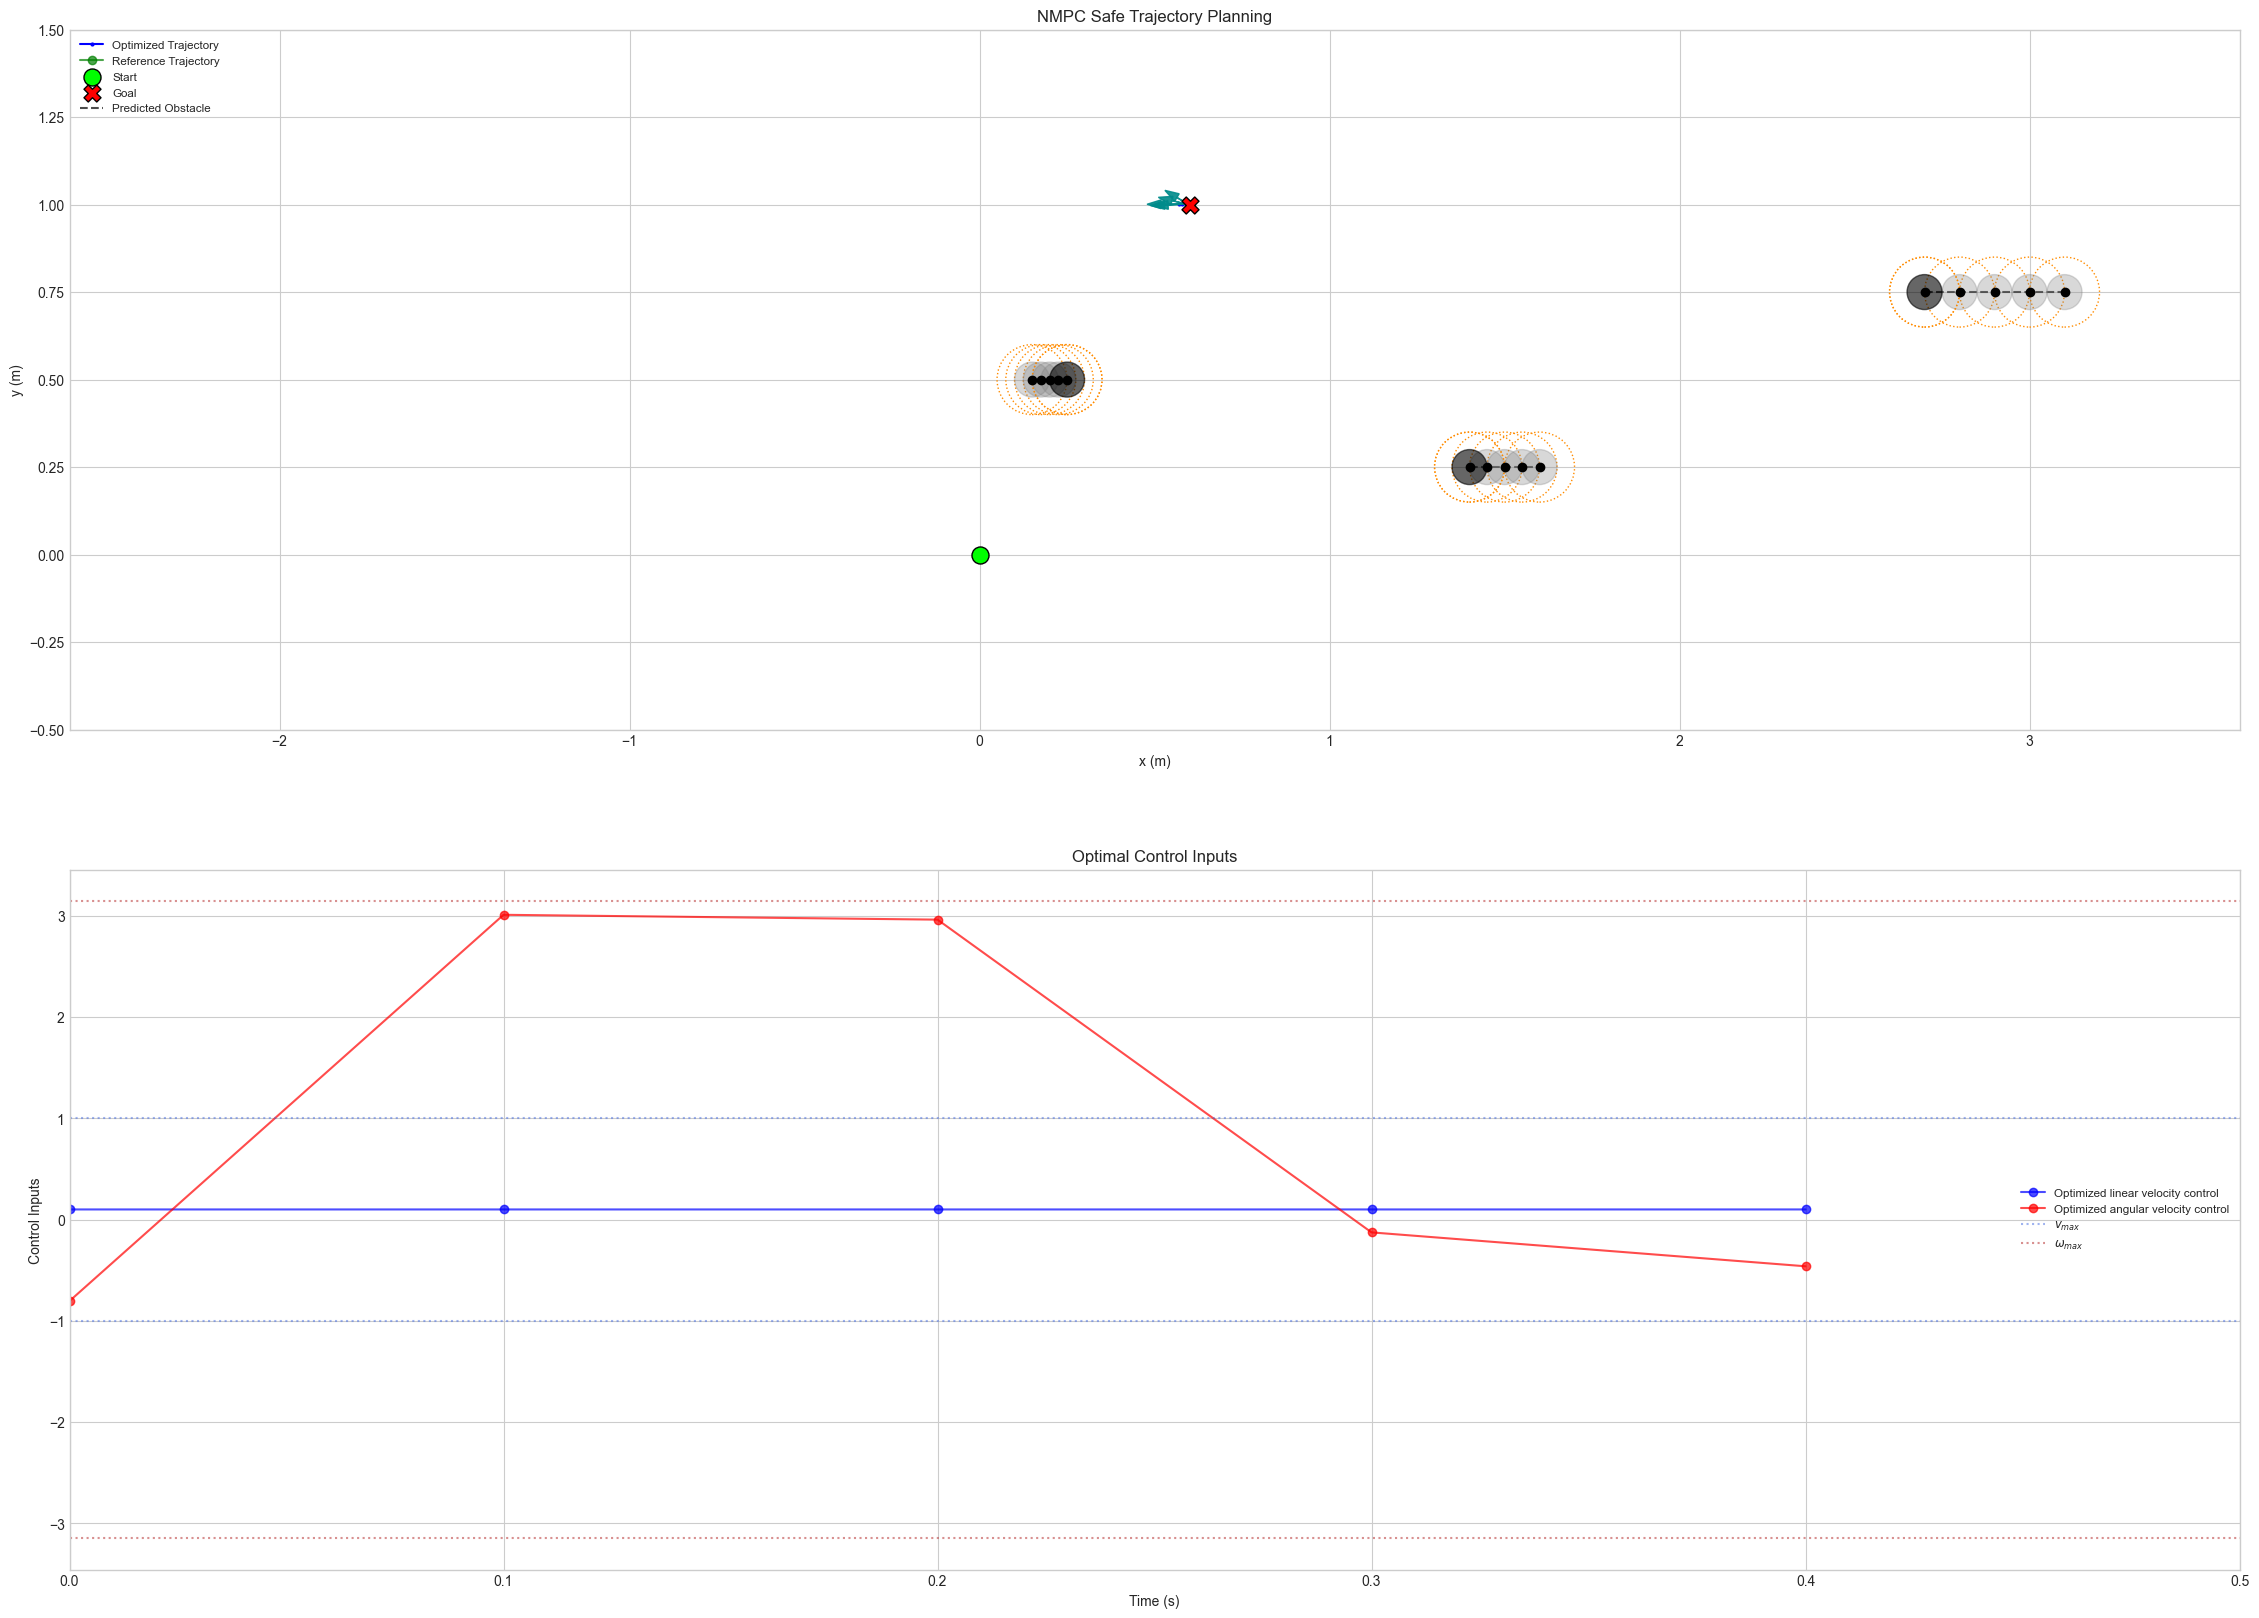 NMPC Safe Trajectory Planning
Optimized Trajectory
Reference Trajectory
Start
Goal
Predicted Obstacle
1.50
1.25
1.00
0.75
0.50
0.25
0.00
−0.25
−0.50
y (m)
−2
−1
0
1
2
3
x (m)
Optimal Control Inputs
3
2
1
0
−1
−2
−3
Control Inputs
Optimized linear velocity control
Optimized angular velocity control
v_max
ω_max
0.0
0.1
0.2
0.3
0.4
0.5
Time (s)